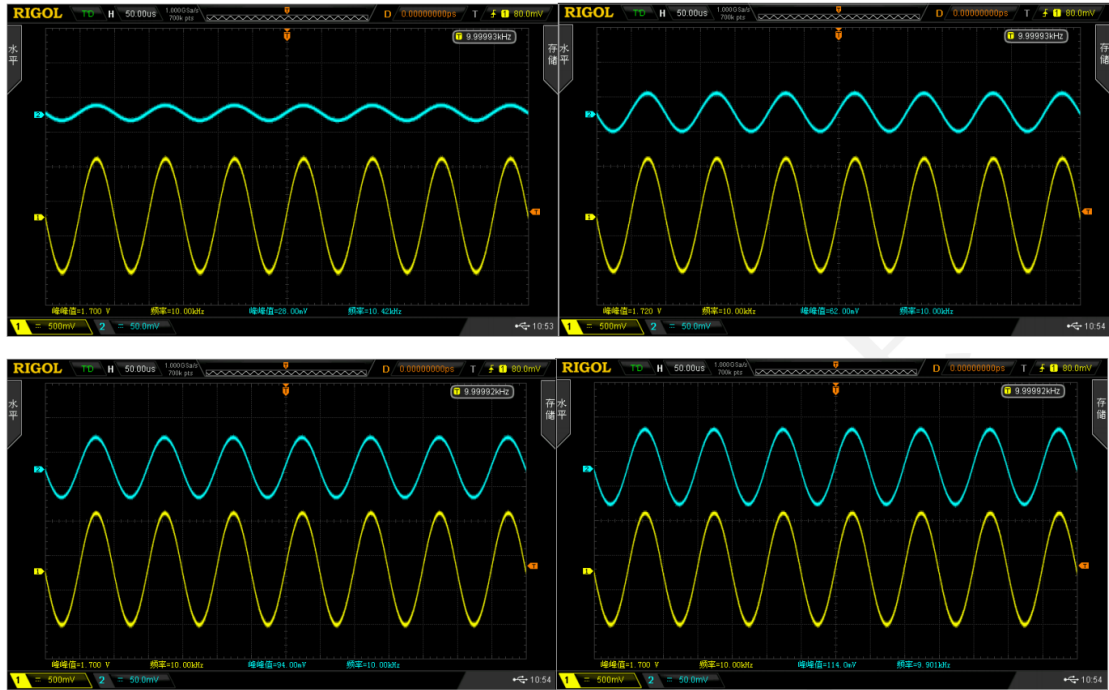 RIGOL T'D H 50.00us 1.000GSa/s 700k pts D 0.00000000ps T 1 80.0mV
9.99993kHz
水平
存储
峰峰值=1.700 V 频率=10.00kHz 峰峰值=28.00mV 频率=10.42kHz
1 = 500mV 2 = 50.0mV 10:53
RIGOL T'D H 50.00us 1.000GSa/s 700k pts D 0.00000000ps T 1 80.0mV
9.99993kHz
水平
存储
峰峰值=1.720 V 频率=10.00kHz 峰峰值=62.00mV 频率=10.00kHz
1 = 500mV 2 = 50.0mV 10:54
RIGOL T'D H 50.00us 1.000GSa/s 700k pts D 0.00000000ps T 1 80.0mV
9.99992kHz
水平
存储
峰峰值=1.700 V 频率=10.00kHz 峰峰值=94.00mV 频率=10.00kHz
1 = 500mV 2 = 50.0mV 10:54
RIGOL T'D H 50.00us 1.000GSa/s 700k pts D 0.00000000ps T 1 80.0mV
9.99992kHz
水平
存储
峰峰值=1.700 V 频率=10.00kHz 峰峰值=114.0mV 频率=9.901kHz
1 = 500mV 2 = 50.0mV 10:54